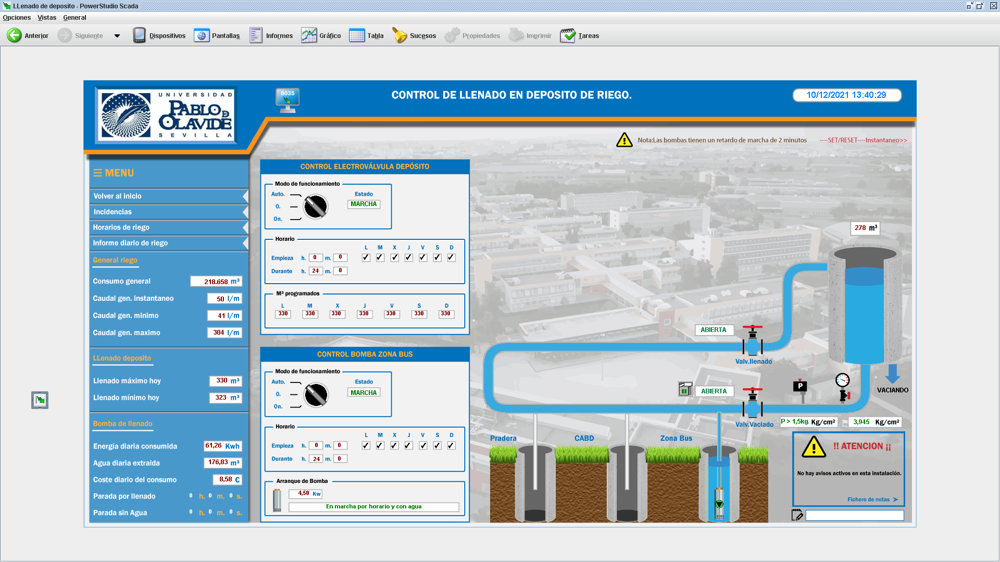 LLenado de deposito - PowerStudio Scada
Opciones Vistas General
Anterior Siguiente Dispositivos Pantallas Informes Gráfico Tabla Sucesos Propiedades Imprimir Tareas
UNIVERSIDAD
PABLO DE
OLAVIDE
SEVILLA
8035
CONTROL DE LLENADO EN DEPOSITO DE RIEGO.
10/12/2021 13:40:29
Nota:Las bombas tienen un retardo de marcha de 2 minutos ----SET/RESET----Instantaneo>>
☰ MENU
Volver al inicio
Incidencias
Horarios de riego
Informe diario de riego
General riego
Consumo general 218.658 m³
Caudal gen. instantaneo 50 l/m
Caudal gen. minimo 41 l/m
Caudal gen. maximo 304 l/m
LLenado deposito
Llenado máximo hoy 330 m³
Llenado mínimo hoy 323 m³
Bomba de llenado
Energía diaria consumida 61,26 Kwh
Agua diaria extraida 176,83 m³
Coste diario del consumo 8,58 €
Parada por llenado 0 h. 0 m. 0 s.
Parada sin Agua 0 h. 0 m. 0 s.
CONTROL ELECTROVÁLVULA DEPÓSITO
Modo de funcionamiento
Auto.
0.
On.
Estado
MARCHA
Horario
L M X J V S D
Empieza h. 0 m. 0
Durante h. 24 m. 0
M³ programados
L M X J V S D
330 330 330 330 330 330 330
CONTROL BOMBA ZONA BUS
Modo de funcionamiento
Auto.
0.
On.
Estado
MARCHA
Horario
L M X J V S D
Empieza h. 0 m. 0
Durante h. 24 m. 0
Arranque de Bomba
4,50 Kw
En marcha por horario y con agua
278 m³
ABIERTA
Valv.llenado
ABIERTA
Valv.Vaciado
P
VACIANDO
P > 1,5kg. Kg/cm²
3,945 Kg/cm²
Pradera CABD Zona Bus
!! ATENCION ¡¡
No hay avisos activos en esta instalación.
Fichero de notas